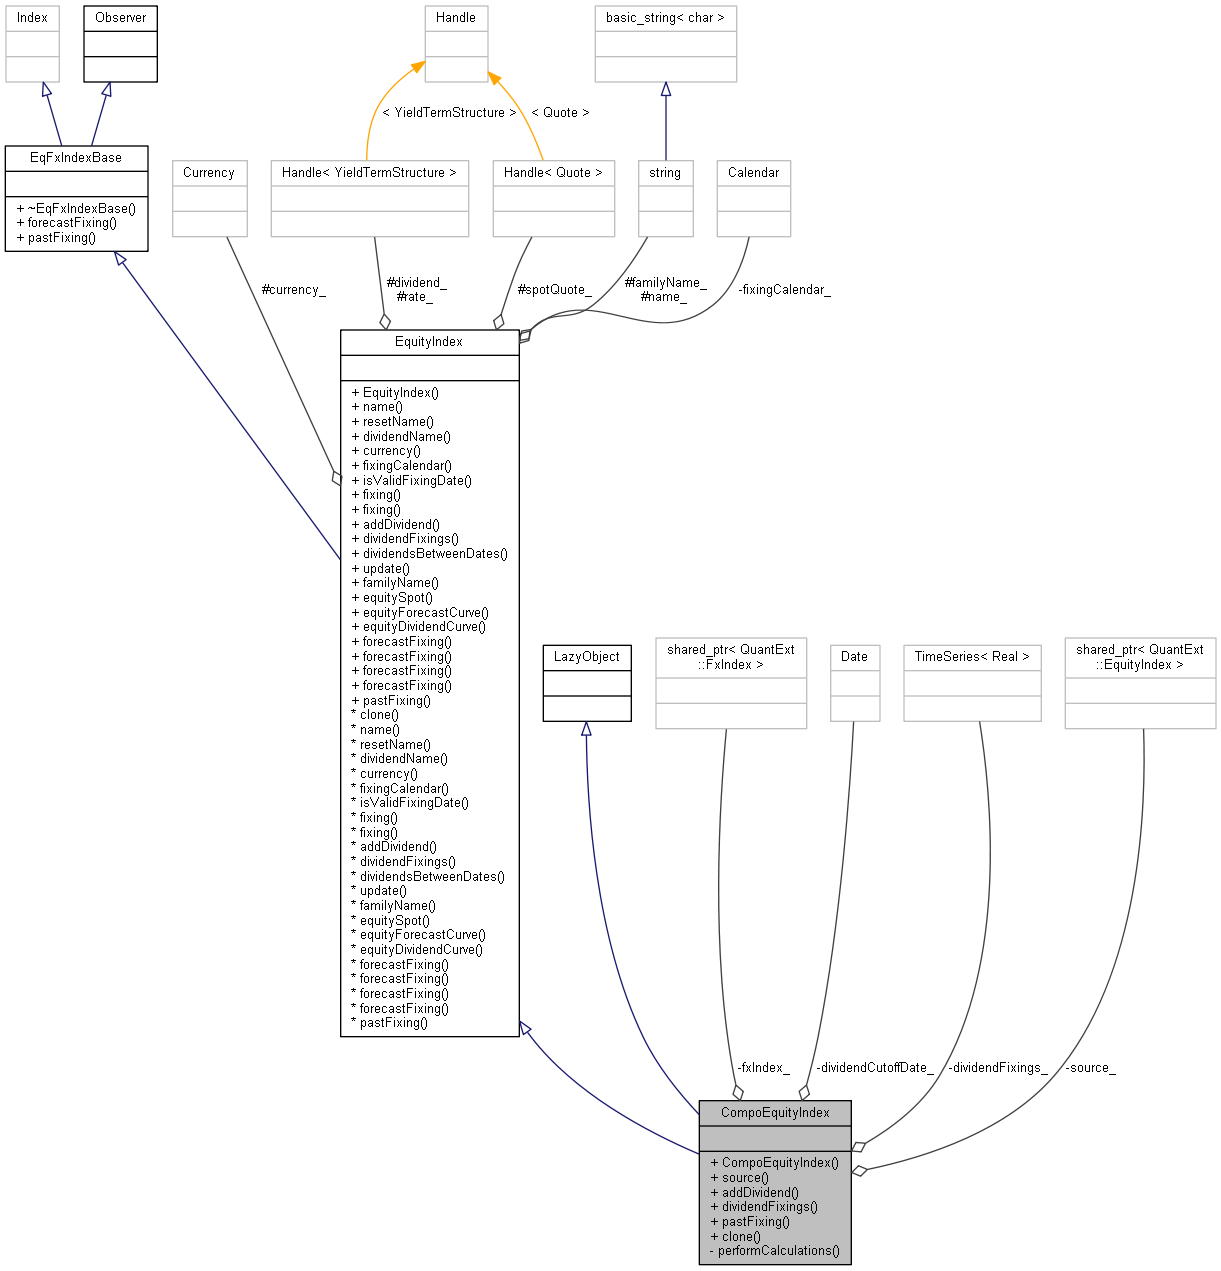 Index
Observer
Handle
basic_string< char >
< YieldTermStructure >
< Quote >
EqFxIndexBase
+ ~EqFxIndexBase()
+ forecastFixing()
+ pastFixing()
Currency
Handle< YieldTermStructure >
Handle< Quote >
string
Calendar
#currency_
#dividend_
#rate_
#spotQuote_
#familyName_
#name_
-fixingCalendar_
EquityIndex
+ EquityIndex()
+ name()
+ resetName()
+ dividendName()
+ currency()
+ fixingCalendar()
+ isValidFixingDate()
+ fixing()
+ fixing()
+ addDividend()
+ dividendFixings()
+ dividendsBetweenDates()
+ update()
+ familyName()
+ equitySpot()
+ equityForecastCurve()
+ equityDividendCurve()
+ forecastFixing()
+ forecastFixing()
+ forecastFixing()
+ forecastFixing()
+ pastFixing()
* clone()
* name()
* resetName()
* dividendName()
* currency()
* fixingCalendar()
* isValidFixingDate()
* fixing()
* fixing()
* addDividend()
* dividendFixings()
* dividendsBetweenDates()
* update()
* familyName()
* equitySpot()
* equityForecastCurve()
* equityDividendCurve()
* forecastFixing()
* forecastFixing()
* forecastFixing()
* forecastFixing()
* pastFixing()
LazyObject
shared_ptr< QuantExt
::FxIndex >
Date
TimeSeries< Real >
shared_ptr< QuantExt
::EquityIndex >
-fxIndex_
-dividendCutoffDate_
-dividendFixings_
-source_
CompoEquityIndex
+ CompoEquityIndex()
+ source()
+ addDividend()
+ dividendFixings()
+ pastFixing()
+ clone()
- performCalculations()